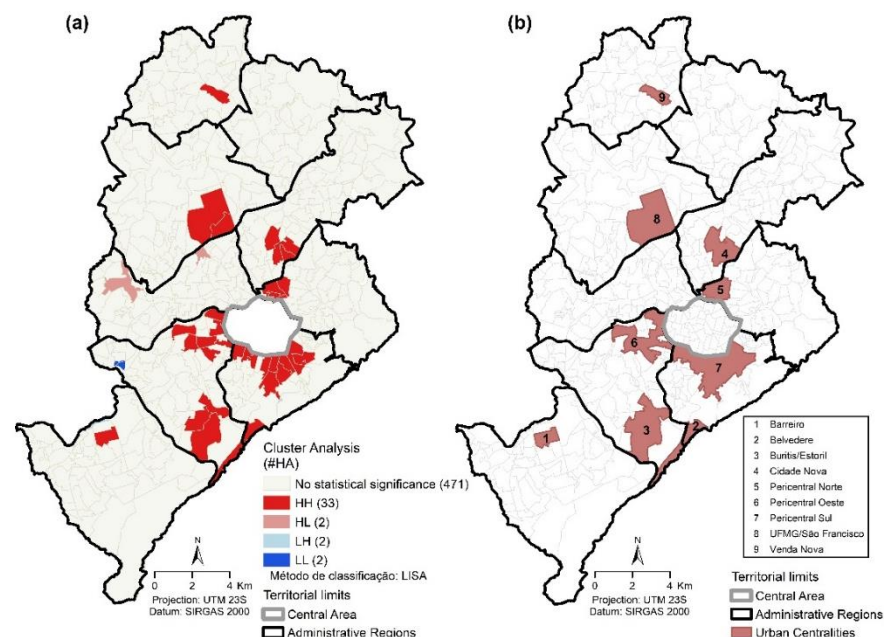 (a)
Cluster Analysis
(#HA)
No statistical significance (471)
HH (33)
HL (2)
LH (2)
LL (2)
Método de classificação: LISA
Territorial limits
Central Area
Administrative Regions
N
0 2 4
Km
Projection: UTM 23S
Datum: SIRGAS 2000
(b)
9
8
4
5
6
7
3
2
1
1 Barreiro
2 Belvedere
3 Buritis/Estoril
4 Cidade Nova
5 Pericentral Norte
6 Pericentral Oeste
7 Pericentral Sul
8 UFMG/São Francisco
9 Venda Nova
Territorial limits
Central Area
Administrative Regions
Urban Centralities
N
0 2 4
Km
Projection: UTM 23S
Datum: SIRGAS 2000